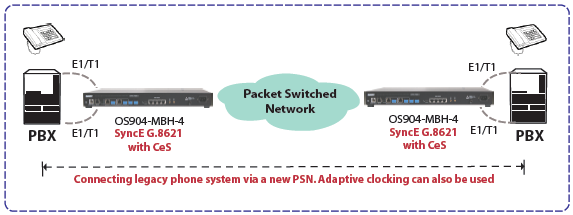 E1/T1
E1/T1
PBX
OS904-MBH-4
SyncE G.8621
with CeS
Packet Switched
Network
E1/T1
E1/T1
PBX
OS904-MBH-4
SyncE G.8621
with CeS
Connecting legacy phone system via a new PSN. Adaptive clocking can also be used